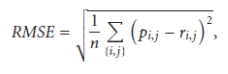 RMSE = √(1/n ∑_{{i,j}} (p_{i,j} − r_{i,j})²),